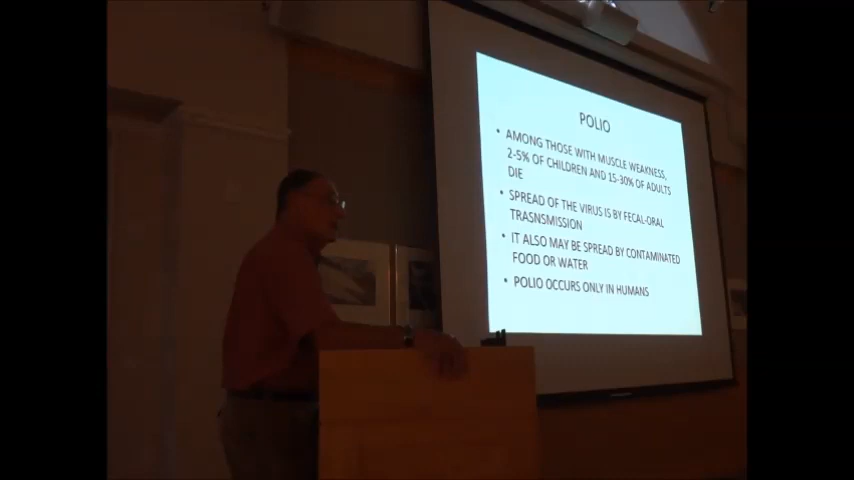 POLIO
• AMONG THOSE WITH MUSCLE WEAKNESS,
2-5% OF CHILDREN AND 15-30% OF ADULTS
DIE
• SPREAD OF THE VIRUS IS BY FECAL-ORAL
TRASNSMISSION
• IT ALSO MAY BE SPREAD BY CONTAMINATED
FOOD OR WATER
• POLIO OCCURS ONLY IN HUMANS